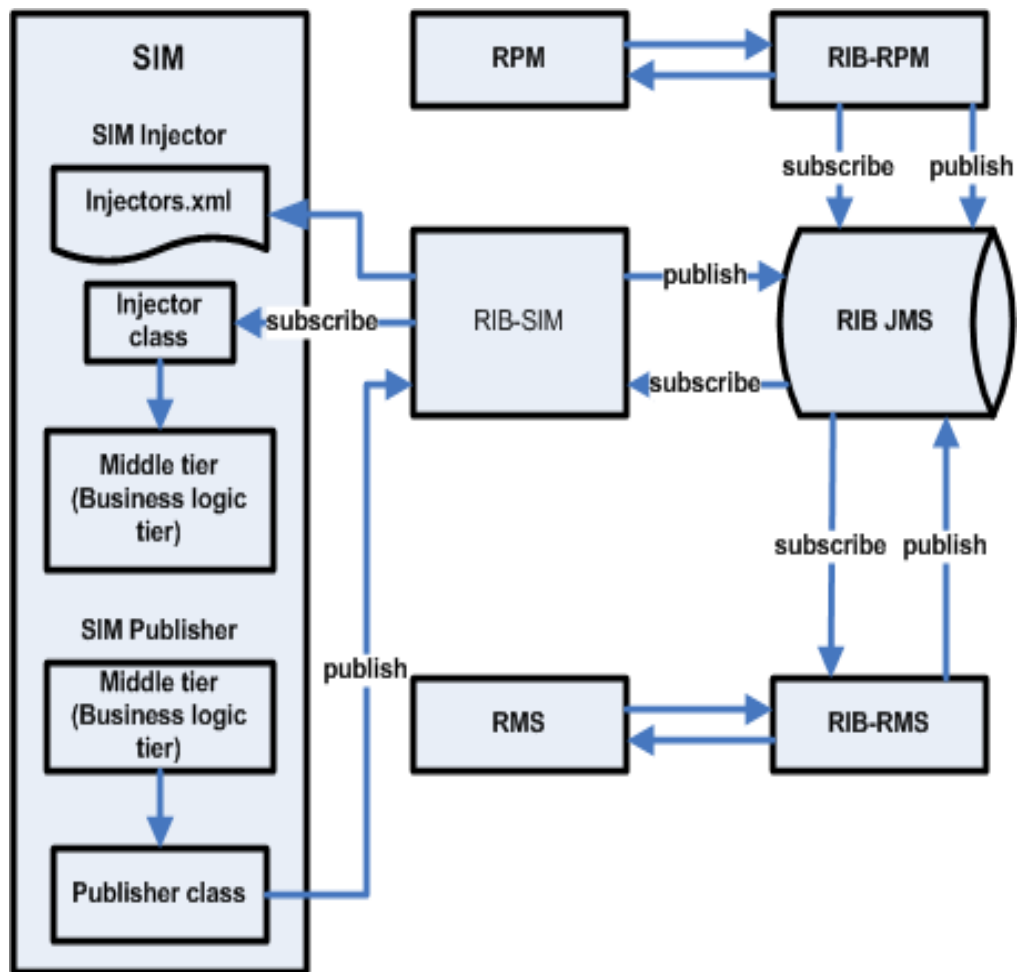 SIM
SIM Injector
Injectors.xml
Injector
class
Middle tier
(Business logic
tier)
SIM Publisher
Middle tier
(Business logic
tier)
Publisher class
subscribe
publish
RPM
RIB-RPM
subscribe
publish
RIB-SIM
publish
subscribe
RIB JMS
subscribe
publish
RMS
RIB-RMS